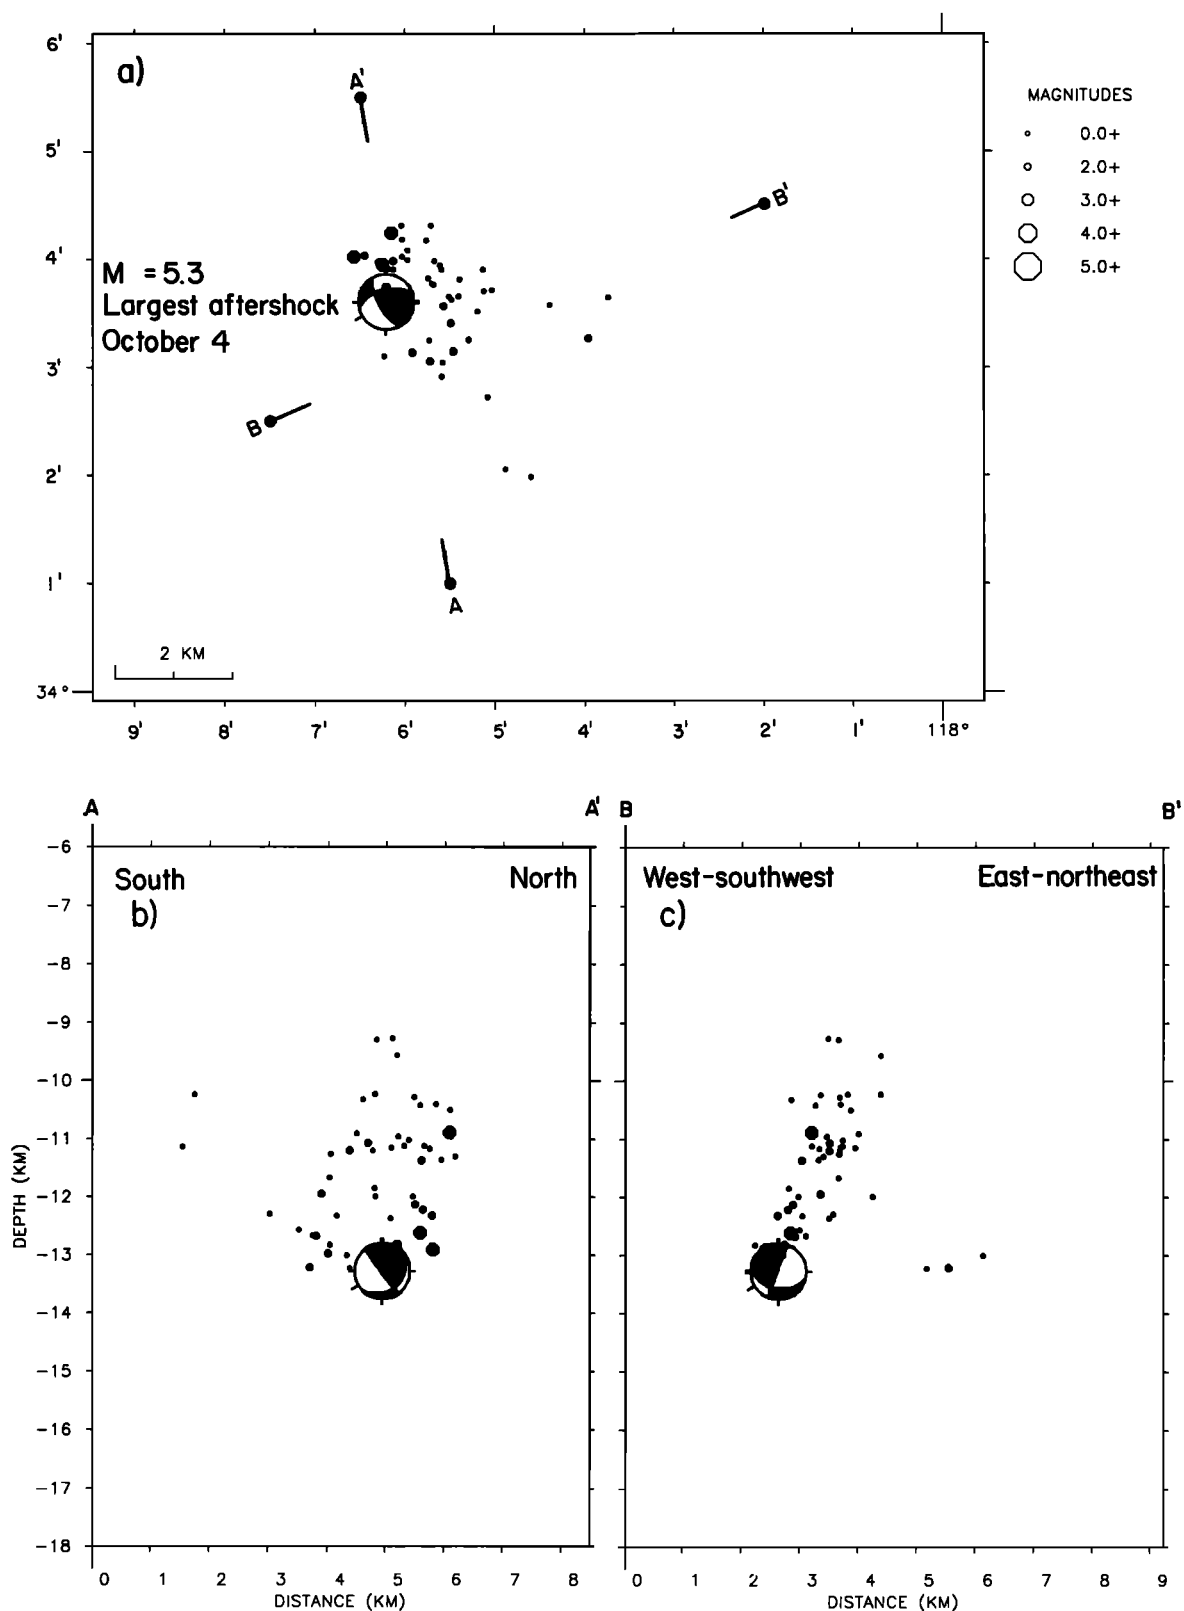 a)
A'
B'
B
A
M = 5.3
Largest aftershock
October 4
6'
5'
4'
3'
2'
1'
34°
2 KM
9' 8' 7' 6' 5' 4' 3' 2' 1' 118°
MAGNITUDES
0.0+
2.0+
3.0+
4.0+
5.0+
A A' B B'
South North
b)
West-southwest East-northeast
c)
DEPTH (KM)
-6
-7
-8
-9
-10
-11
-12
-13
-14
-15
-16
-17
-18
0 1 2 3 4 5 6 7 8
DISTANCE (KM)
0 1 2 3 4 5 6 7 8 9
DISTANCE (KM)